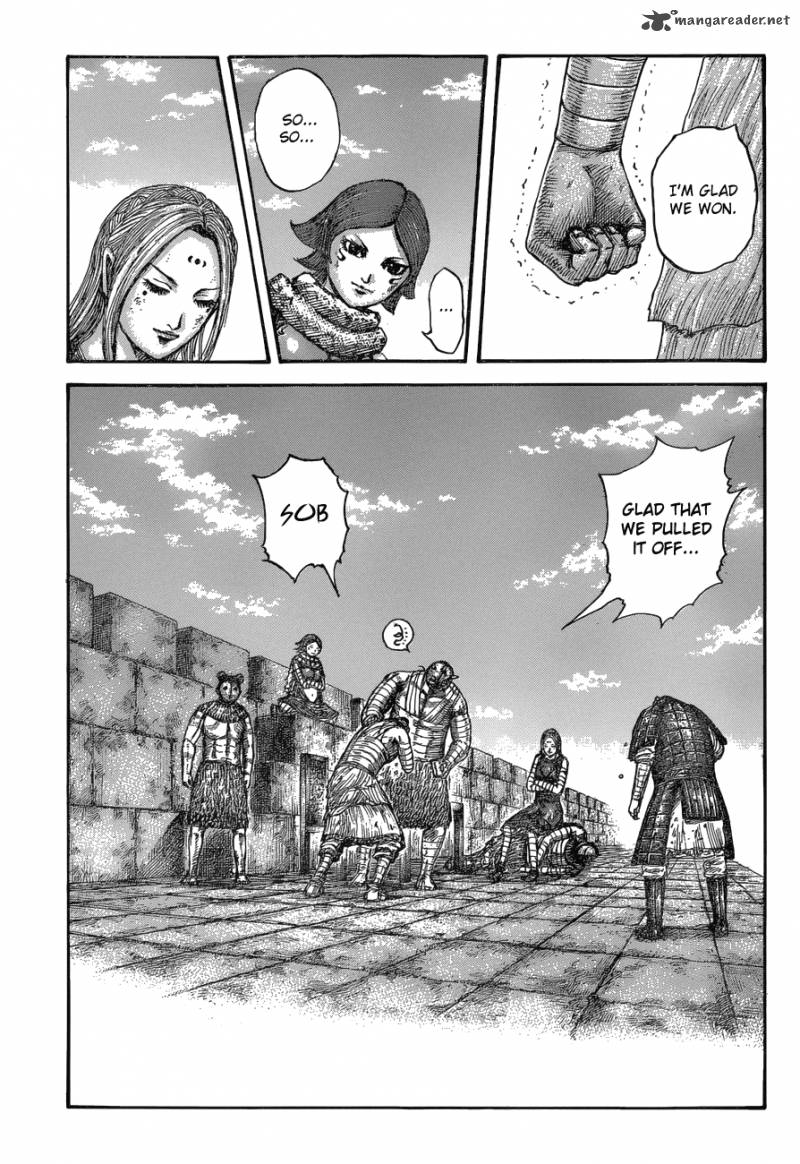 mangareader.net
I'M GLAD
WE WON.
SO...
SO...
...
GLAD THAT
WE PULLED
IT OFF...
SOB